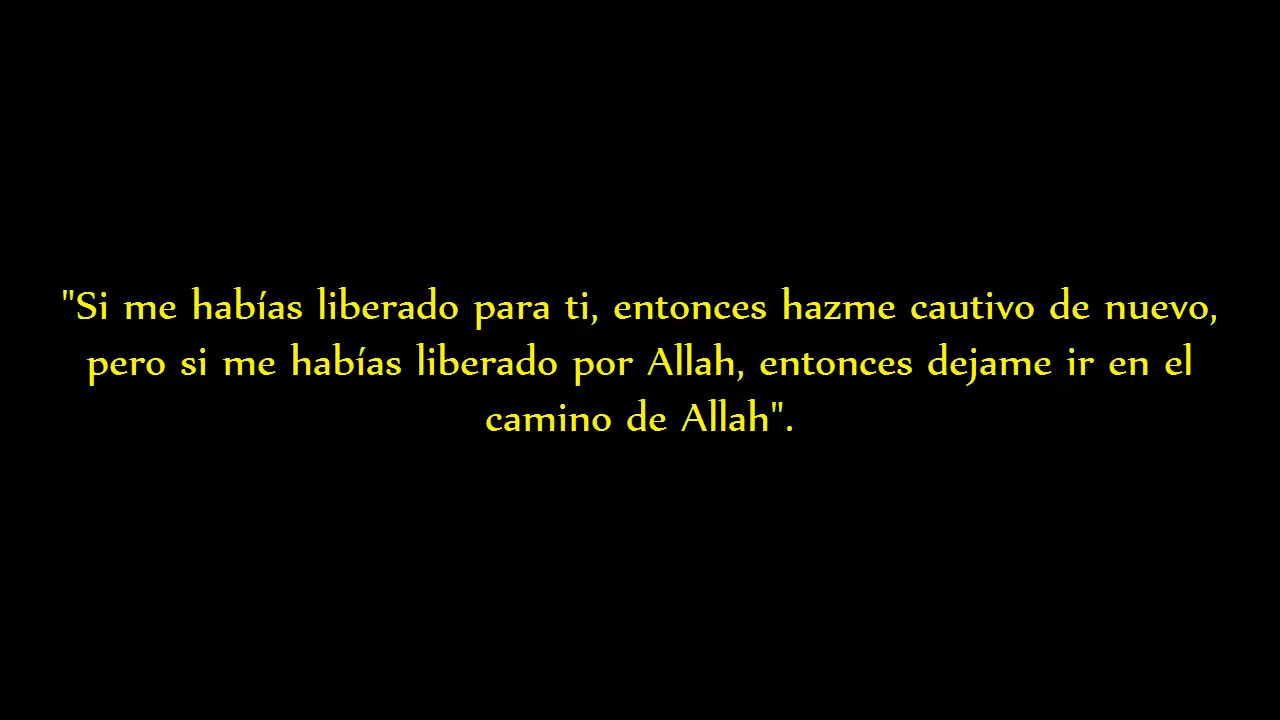 "Si me habías liberado para ti, entonces hazme cautivo de nuevo,
pero si me habías liberado por Allah, entonces dejame ir en el
camino de Allah".